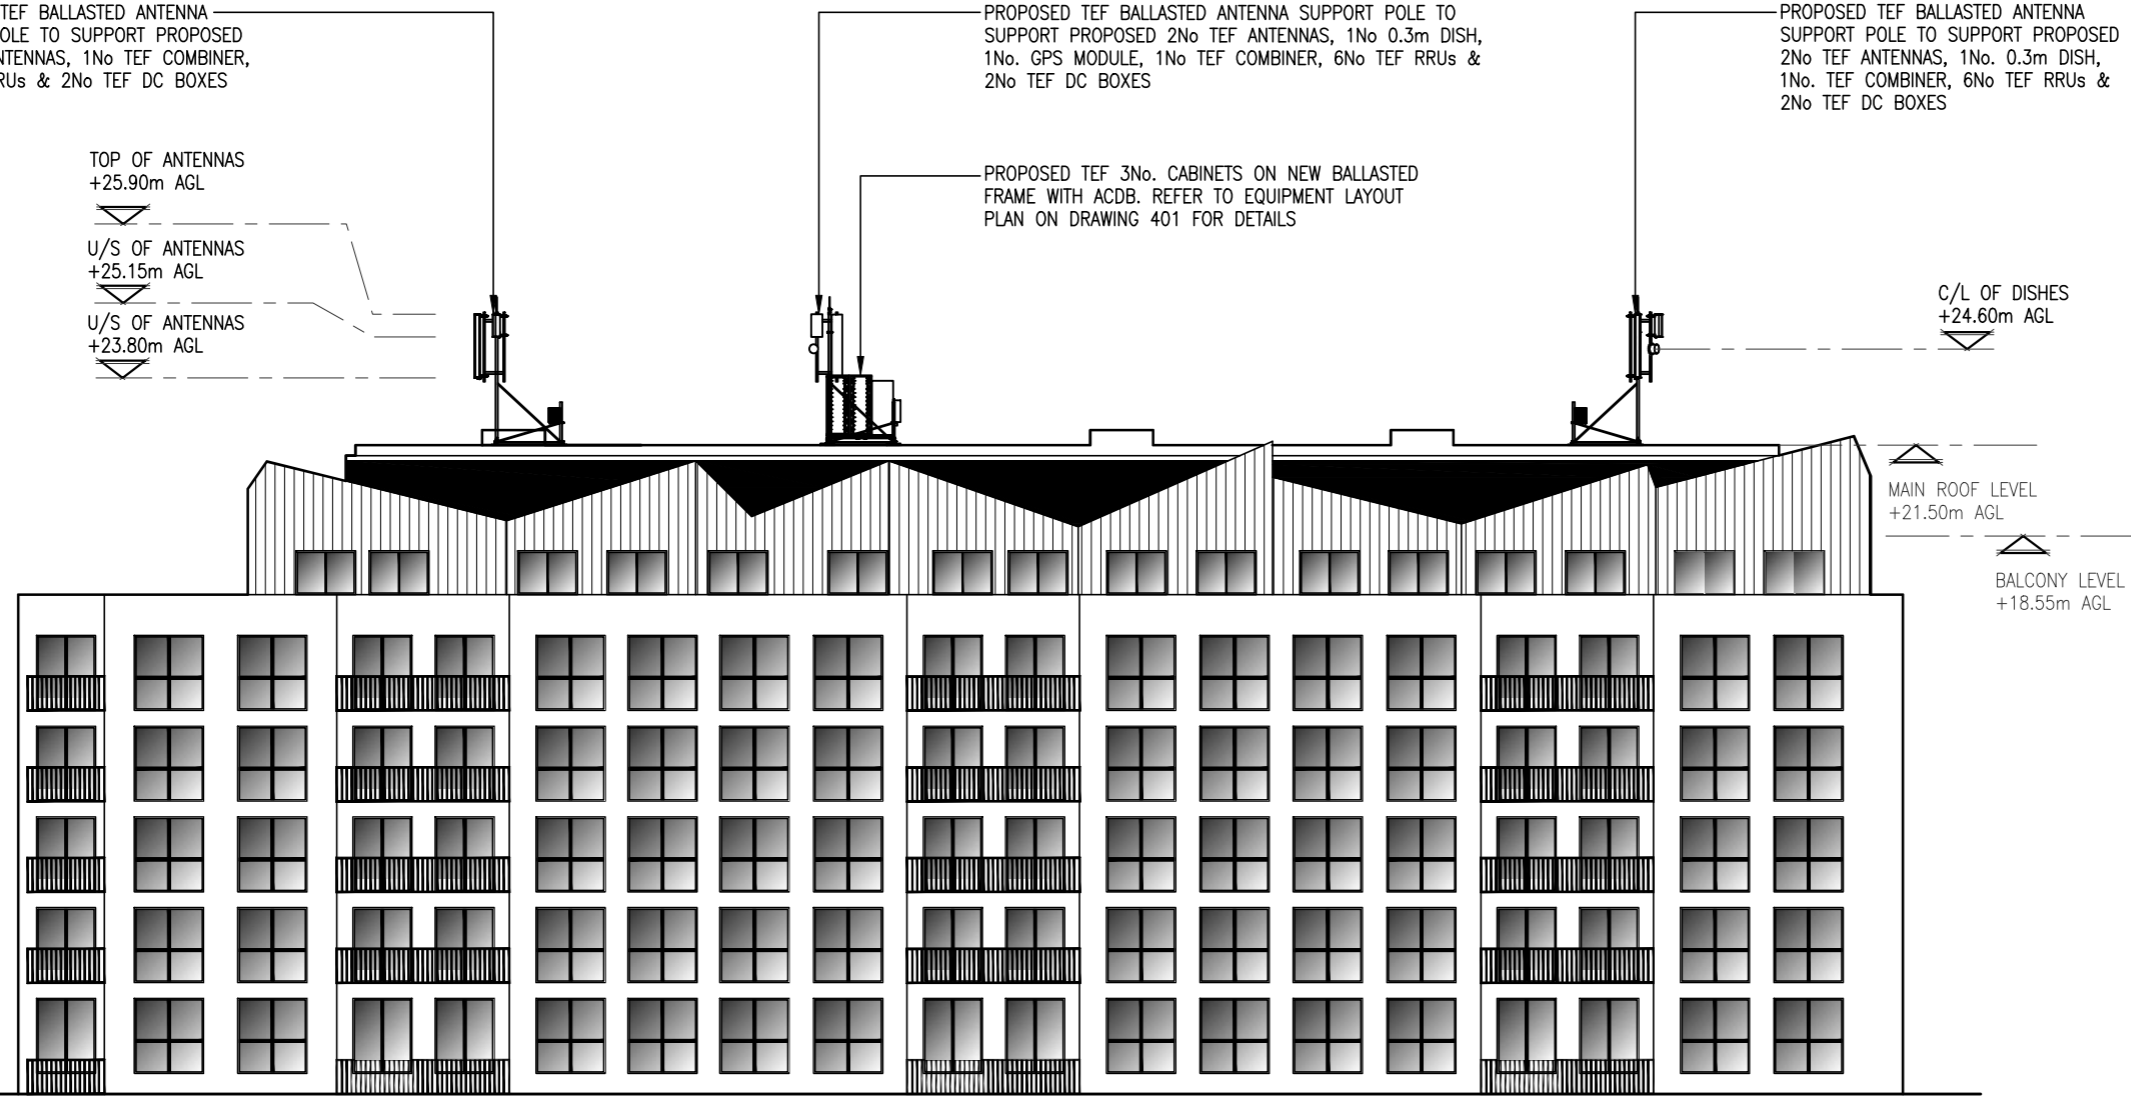 TEF BALLASTED ANTENNA
POLE TO SUPPORT PROPOSED
ANTENNAS, 1No TEF COMBINER,
RRUs & 2No TEF DC BOXES
PROPOSED TEF BALLASTED ANTENNA SUPPORT POLE TO
SUPPORT PROPOSED 2No TEF ANTENNAS, 1No 0.3m DISH,
1No. GPS MODULE, 1No TEF COMBINER, 6No TEF RRUs &
2No TEF DC BOXES
PROPOSED TEF BALLASTED ANTENNA
SUPPORT POLE TO SUPPORT PROPOSED
2No TEF ANTENNAS, 1No. 0.3m DISH,
1No. TEF COMBINER, 6No TEF RRUs &
2No TEF DC BOXES
TOP OF ANTENNAS
+25.90m AGL
U/S OF ANTENNAS
+25.15m AGL
U/S OF ANTENNAS
+23.80m AGL
PROPOSED TEF 3No. CABINETS ON NEW BALLASTED
FRAME WITH ACDB. REFER TO EQUIPMENT LAYOUT
PLAN ON DRAWING 401 FOR DETAILS
C/L OF DISHES
+24.60m AGL
MAIN ROOF LEVEL
+21.50m AGL
BALCONY LEVEL
+18.55m AGL